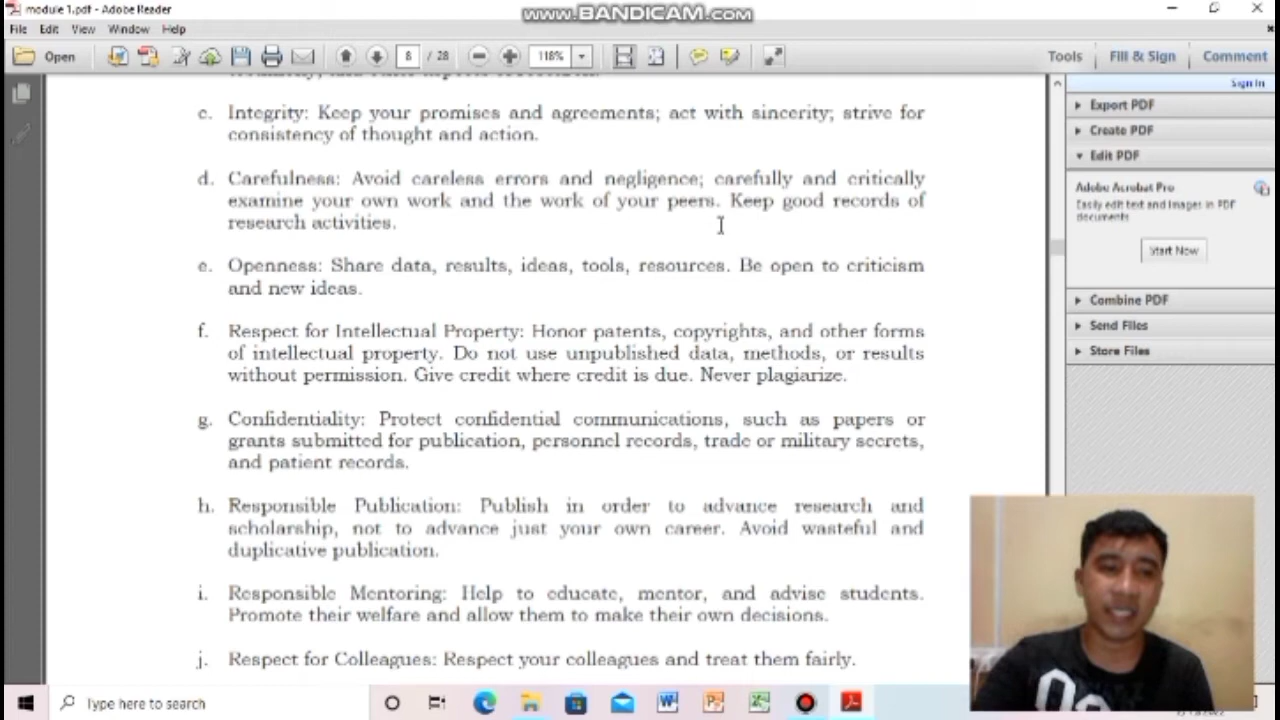 module 1.pdf - Adobe Reader
www.BANDICAM.com
File Edit View Window Help
Open
8 / 28
118%
Tools
Fill & Sign
Comment
c. Integrity: Keep your promises and agreements; act with sincerity; strive for
consistency of thought and action.
d. Carefulness: Avoid careless errors and negligence; carefully and critically
examine your own work and the work of your peers. Keep good records of
research activities.
e. Openness: Share data, results, ideas, tools, resources. Be open to criticism
and new ideas.
f. Respect for Intellectual Property: Honor patents, copyrights, and other forms
of intellectual property. Do not use unpublished data, methods, or results
without permission. Give credit where credit is due. Never plagiarize.
g. Confidentiality: Protect confidential communications, such as papers or
grants submitted for publication, personnel records, trade or military secrets,
and patient records.
h. Responsible Publication: Publish in order to advance research and
scholarship, not to advance just your own career. Avoid wasteful and
duplicative publication.
i. Responsible Mentoring: Help to educate, mentor, and advise students.
Promote their welfare and allow them to make their own decisions.
j. Respect for Colleagues: Respect your colleagues and treat them fairly.
Sign In
Export PDF
Create PDF
Edit PDF
Adobe Acrobat Pro
Easily edit text and images in PDF
documents
Start Now
Combine PDF
Send Files
Store Files
Type here to search